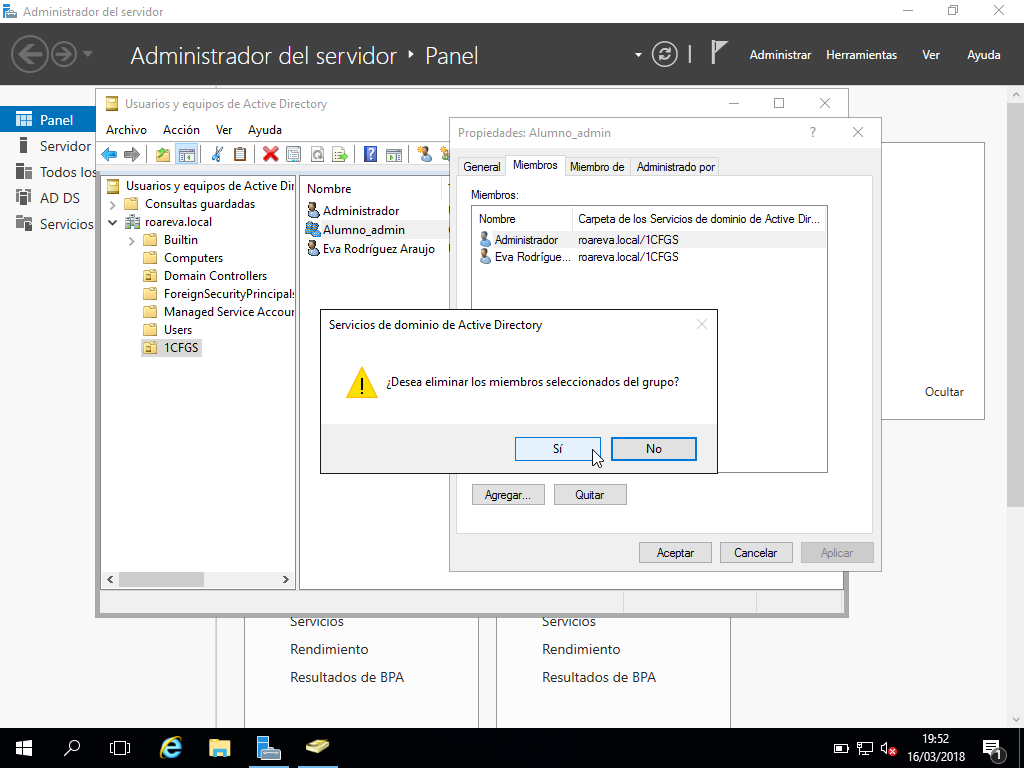 Administrador del servidor
Administrador del servidor ‣ Panel
Administrar Herramientas Ver Ayuda
Panel
Servidor
Todos los
AD DS
Servicios
Usuarios y equipos de Active Directory
Archivo Acción Ver Ayuda
Usuarios y equipos de Active Dir
Consultas guardadas
roareva.local
Builtin
Computers
Domain Controllers
ForeignSecurityPrincipals
Managed Service Accour
Users
1CFGS
Nombre
Administrador
Alumno_admin
Eva Rodríguez Araujo
Propiedades: Alumno_admin
General Miembros Miembro de Administrado por
Miembros:
Nombre Carpeta de los Servicios de dominio de Active Dir...
Administrador roareva.local/1CFGS
Eva Rodrígue... roareva.local/1CFGS
Servicios de dominio de Active Directory
¿Desea eliminar los miembros seleccionados del grupo?
Sí No
Agregar... Quitar
Aceptar Cancelar Aplicar
Ocultar
Servicios
Rendimiento
Resultados de BPA
Servicios
Rendimiento
Resultados de BPA
19:52
16/03/2018
1